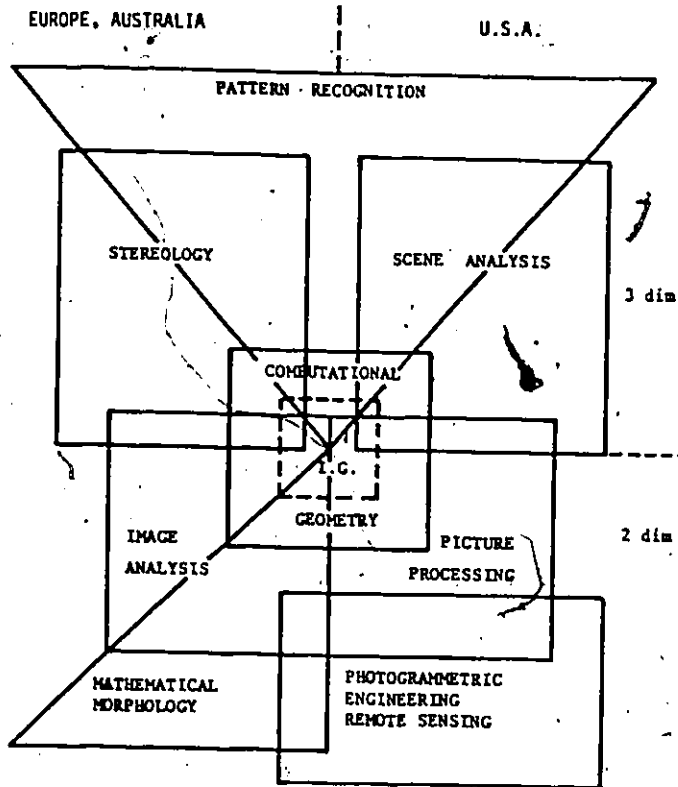 EUROPE, AUSTRALIA
U.S.A.
PATTERN RECOGNITION
STEREOLOGY
SCENE ANALYSIS
3 dim
COMPUTATIONAL
I.G.
GEOMETRY
IMAGE
ANALYSIS
PICTURE
PROCESSING
2 dim
MATHEMATICAL
MORPHOLOGY
PHOTOGRAMMETRIC
ENGINEERING
REMOTE SENSING